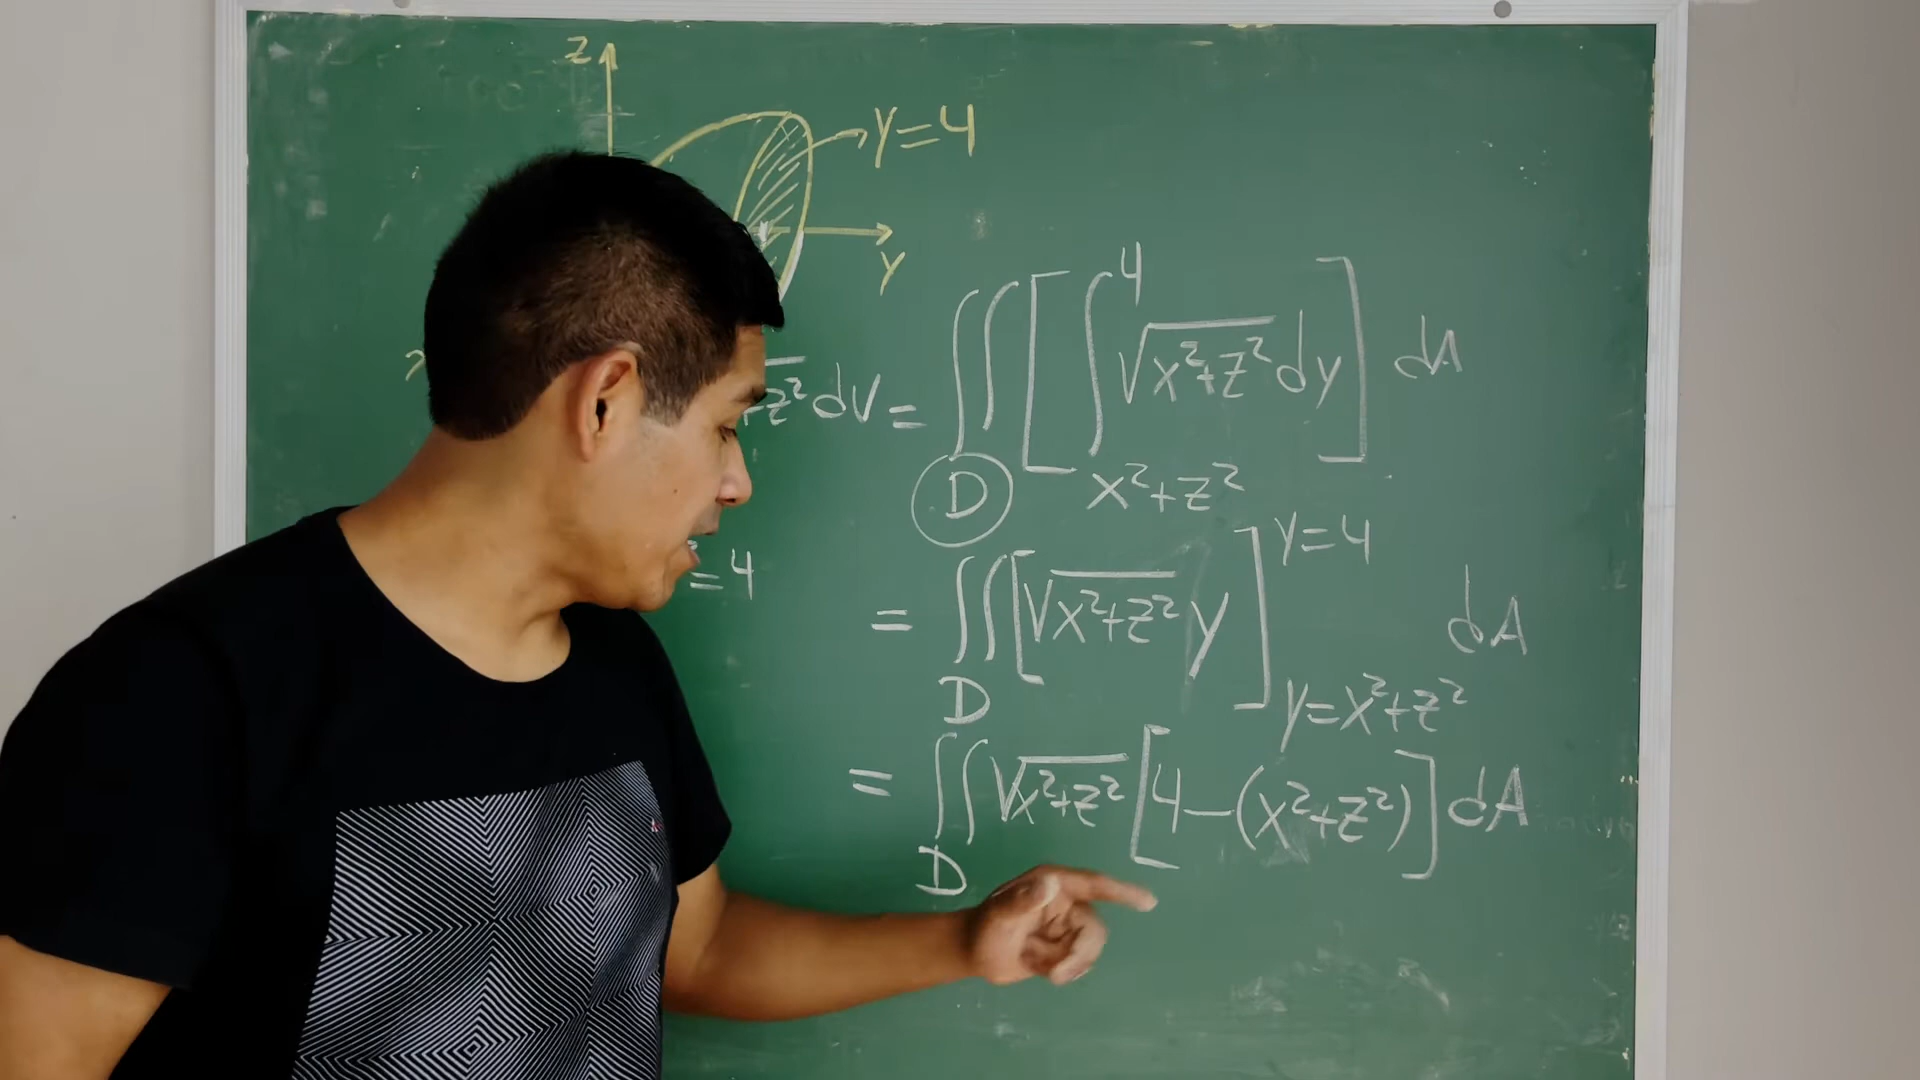 z
y=4
y
z² dV = ∬ [ ∫ 4 √x²+z² dy ] dA
D x²+z²
=4
= ∬ [ √x²+z² y ] y=4 dA
D y=x²+z²
= ∬ √x²+z² [ 4-(x²+z²) ] dA
D